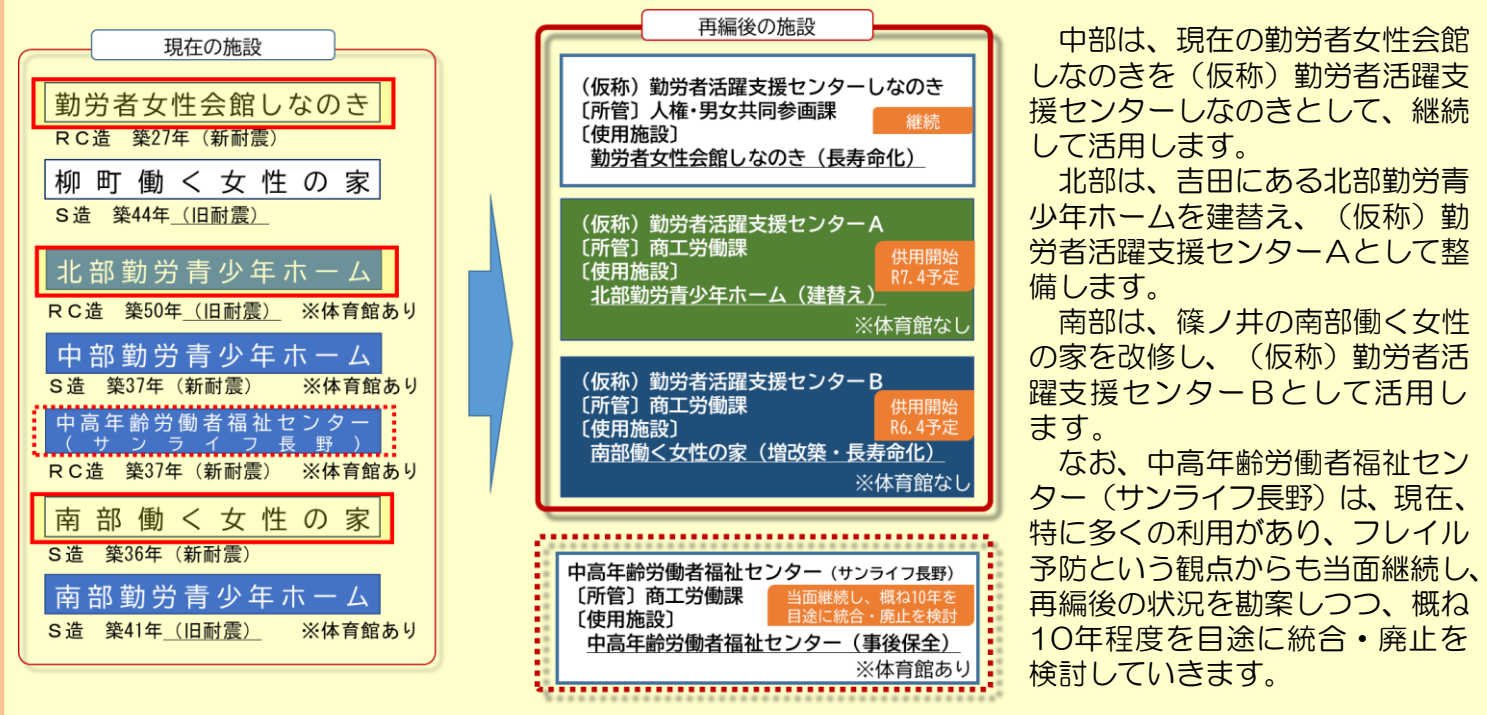 現在の施設
勤労者女性会館しなのき
RC造　築27年（新耐震）
柳町働く女性の家
S造　築44年（旧耐震）
北部勤労青少年ホーム
RC造　築50年（旧耐震）　※体育館あり
中部勤労青少年ホーム
S造　築37年（新耐震）　※体育館あり
中高年齢労働者福祉センター
（サンライフ長野）
RC造　築37年（新耐震）　※体育館あり
南部働く女性の家
S造　築36年（新耐震）
南部勤労青少年ホーム
S造　築41年（旧耐震）　※体育館あり
再編後の施設
（仮称）勤労者活躍支援センターしなのき
〔所管〕人権・男女共同参画課
継続
〔使用施設〕
勤労者女性会館しなのき（長寿命化）
（仮称）勤労者活躍支援センターA
〔所管〕商工労働課
〔使用施設〕
供用開始
R7.4予定
北部勤労青少年ホーム（建替え）
※体育館なし
（仮称）勤労者活躍支援センターB
〔所管〕商工労働課
〔使用施設〕
供用開始
R6.4予定
南部働く女性の家（増改築・長寿命化）
※体育館なし
中高年齢労働者福祉センター（サンライフ長野）
〔所管〕商工労働課
〔使用施設〕
当面継続し、概ね10年を
目途に統合・廃止を検討
中高年齢労働者福祉センター（事後保全）
※体育館あり
中部は、現在の勤労者女性会館
しなのきを（仮称）勤労者活躍支
援センターしなのきとして、継続
して活用します。
北部は、吉田にある北部勤労青
少年ホームを建替え、（仮称）勤
労者活躍支援センターAとして整
備します。
南部は、篠ノ井の南部働く女性
の家を改修し、（仮称）勤労者活
躍支援センターBとして活用し
ます。
なお、中高年齢労働者福祉セン
ター（サンライフ長野）は、現在、
特に多くの利用があり、フレイル
予防という観点からも当面継続し、
再編後の状況を勘案しつつ、概ね
10年程度を目途に統合・廃止を
検討していきます。